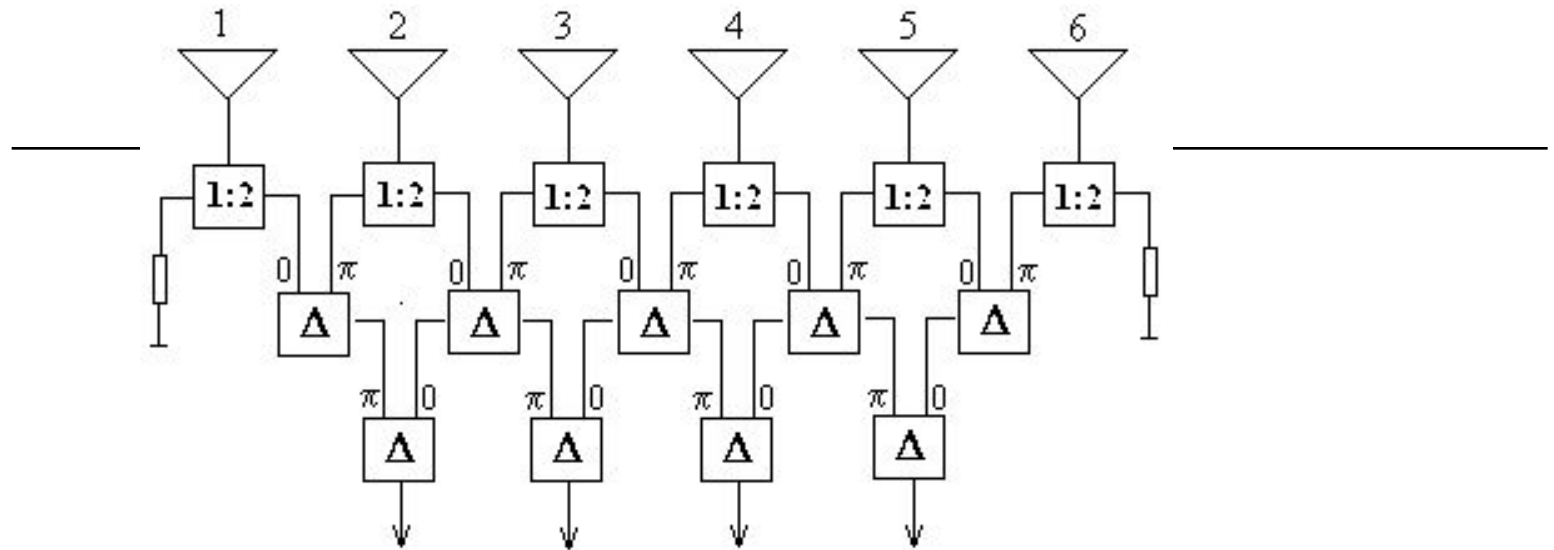 1 2 3 4 5 6
1:2 1:2 1:2 1:2 1:2 1:2
0 π 0 π 0 π 0 π 0 π
Δ Δ Δ Δ Δ
π 0 π 0 π 0 π 0
Δ Δ Δ Δ